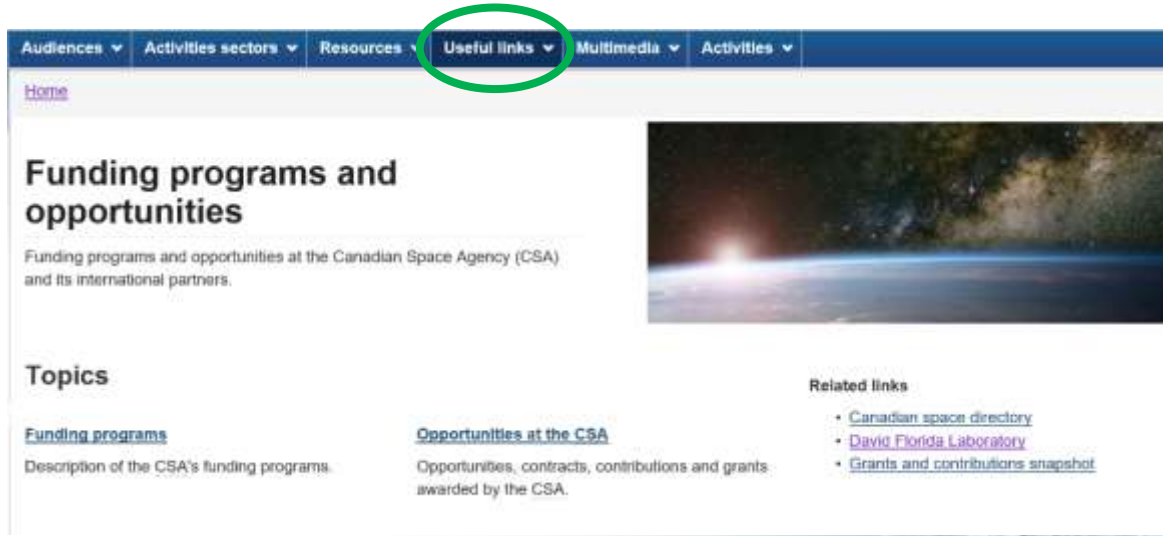 Audiences Activities sectors Resources Useful links Multimedia Activities
Home
Funding programs and
opportunities
Funding programs and opportunities at the Canadian Space Agency (CSA)
and its international partners.
Topics
Funding programs
Description of the CSA's funding programs.
Opportunities at the CSA
Opportunities, contracts, contributions and grants
awarded by the CSA.
Related links
• Canadian space directory
• David Florida Laboratory
• Grants and contributions snapshot